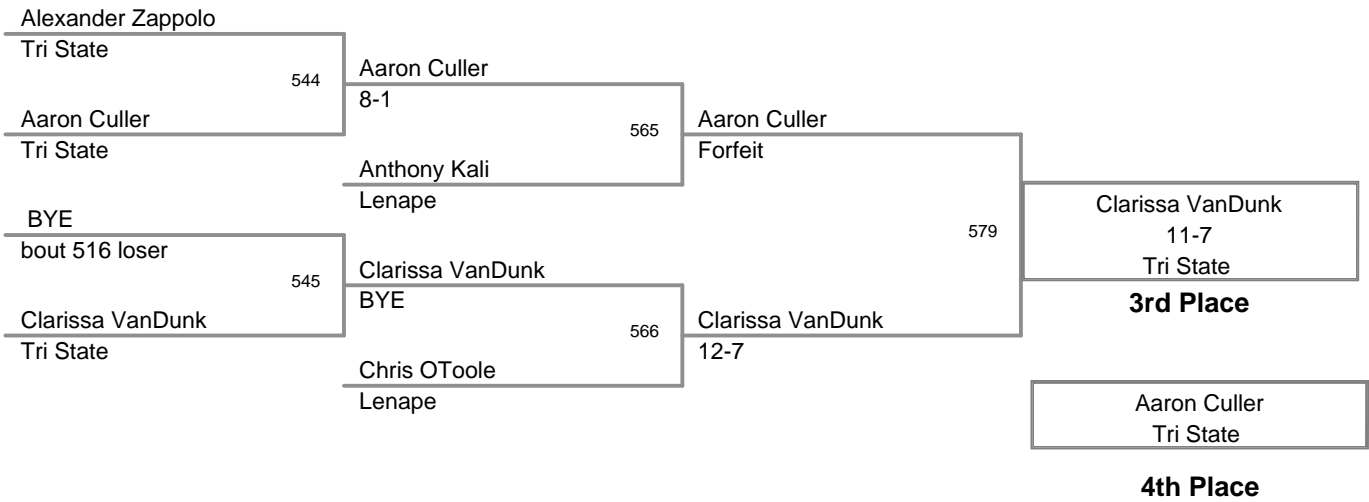 Alexander Zappolo
Tri State
544
Aaron Culler
8-1
Aaron Culler
Tri State
565
Aaron Culler
Forfeit
Anthony Kali
Lenape
BYE
bout 516 loser
545
Clarissa VanDunk
BYE
Clarissa VanDunk
Tri State
566
Clarissa VanDunk
12-7
Chris OToole
Lenape
579
Clarissa VanDunk
11-7
Tri State
3rd Place
Aaron Culler
Tri State
4th Place